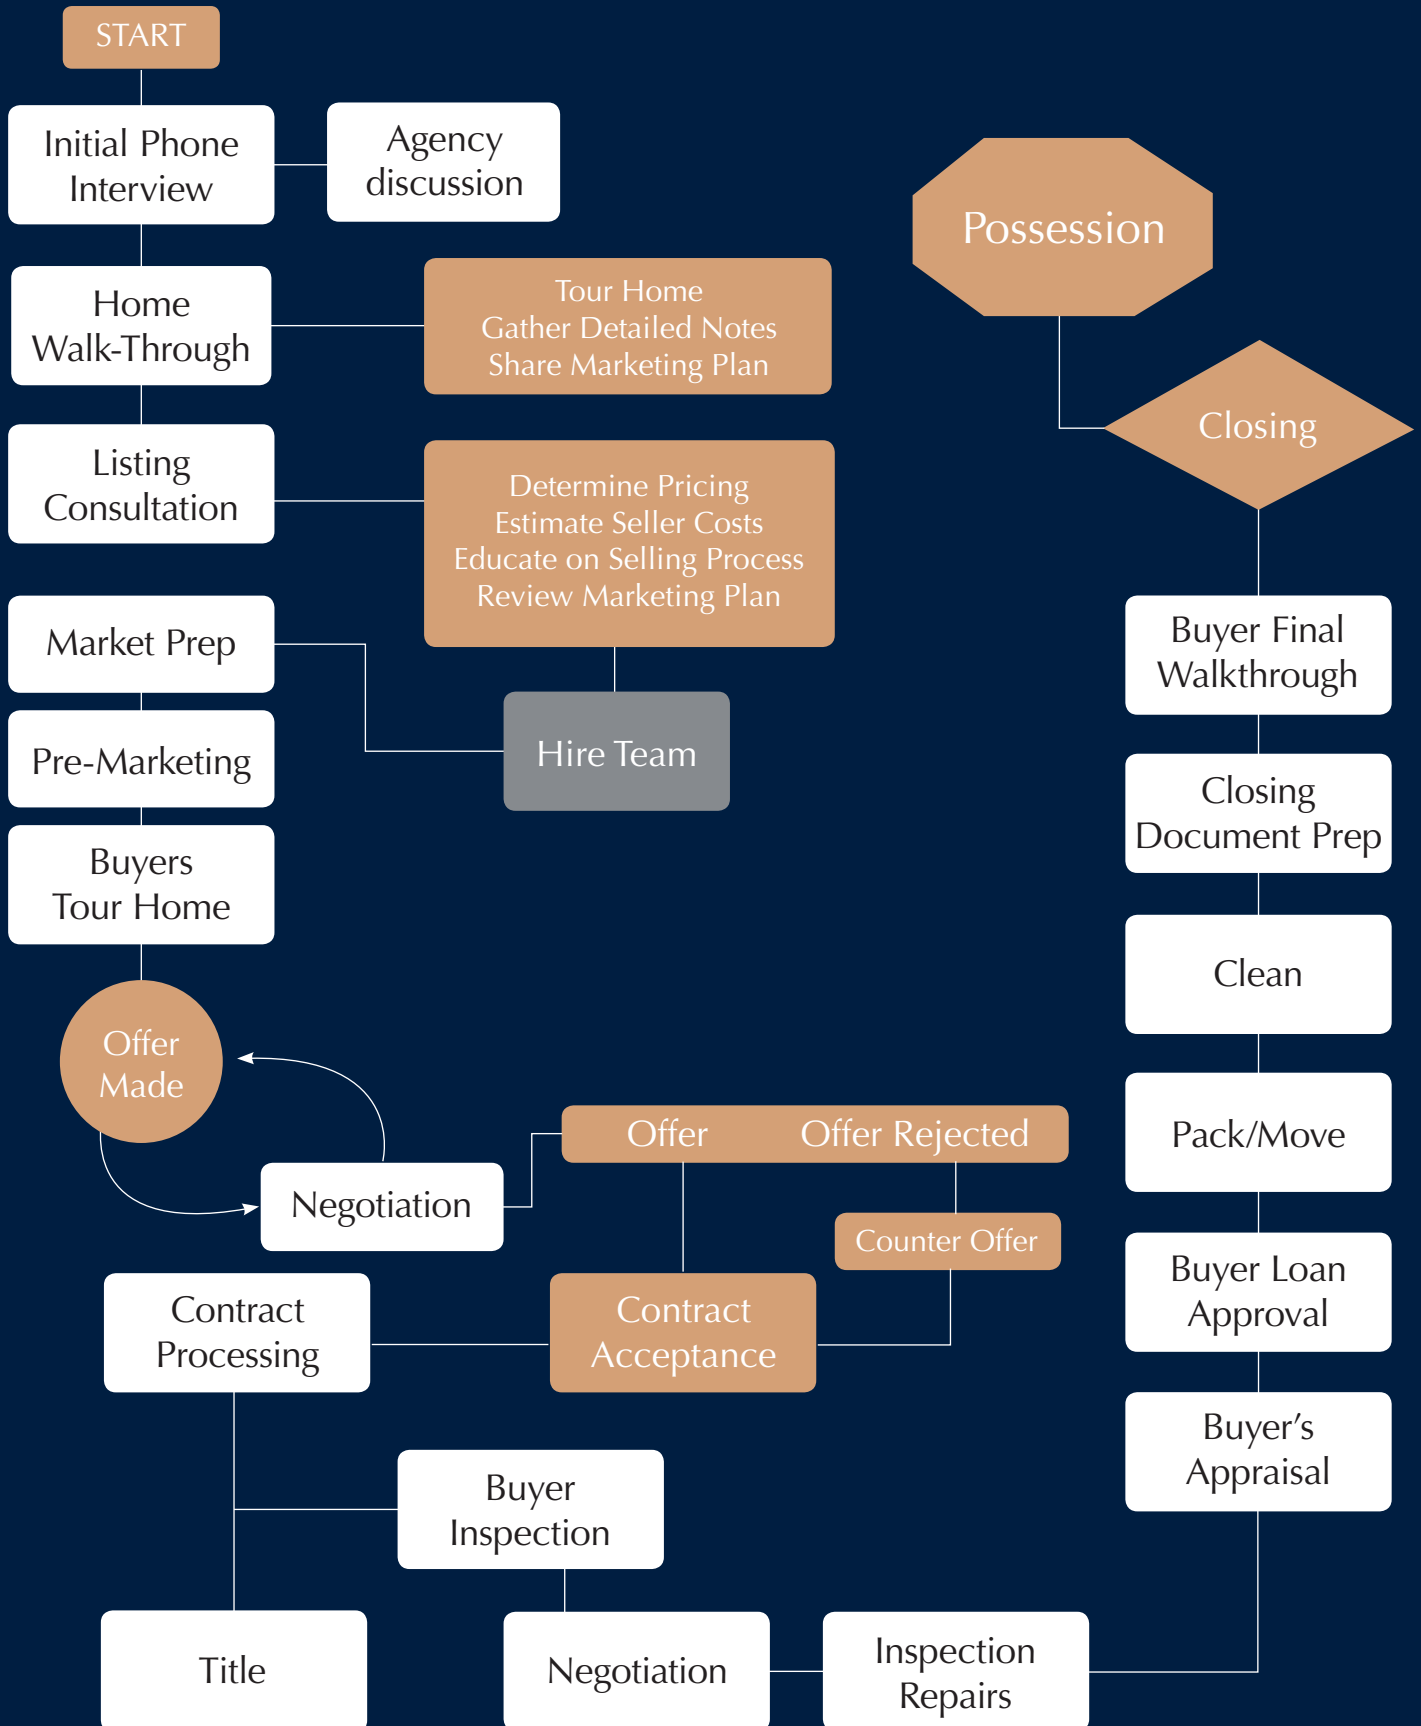 START
Initial Phone
Interview
Agency
discussion
Home
Walk-Through
Tour Home
Gather Detailed Notes
Share Marketing Plan
Listing
Consultation
Determine Pricing
Estimate Seller Costs
Educate on Selling Process
Review Marketing Plan
Hire Team
Market Prep
Pre-Marketing
Buyers
Tour Home
Offer
Made
Negotiation
Offer
Offer Rejected
Counter Offer
Contract
Acceptance
Contract
Processing
Buyer
Inspection
Title
Negotiation
Inspection
Repairs
Buyer’s
Appraisal
Buyer Loan
Approval
Pack/Move
Clean
Closing
Document Prep
Buyer Final
Walkthrough
Closing
Possession